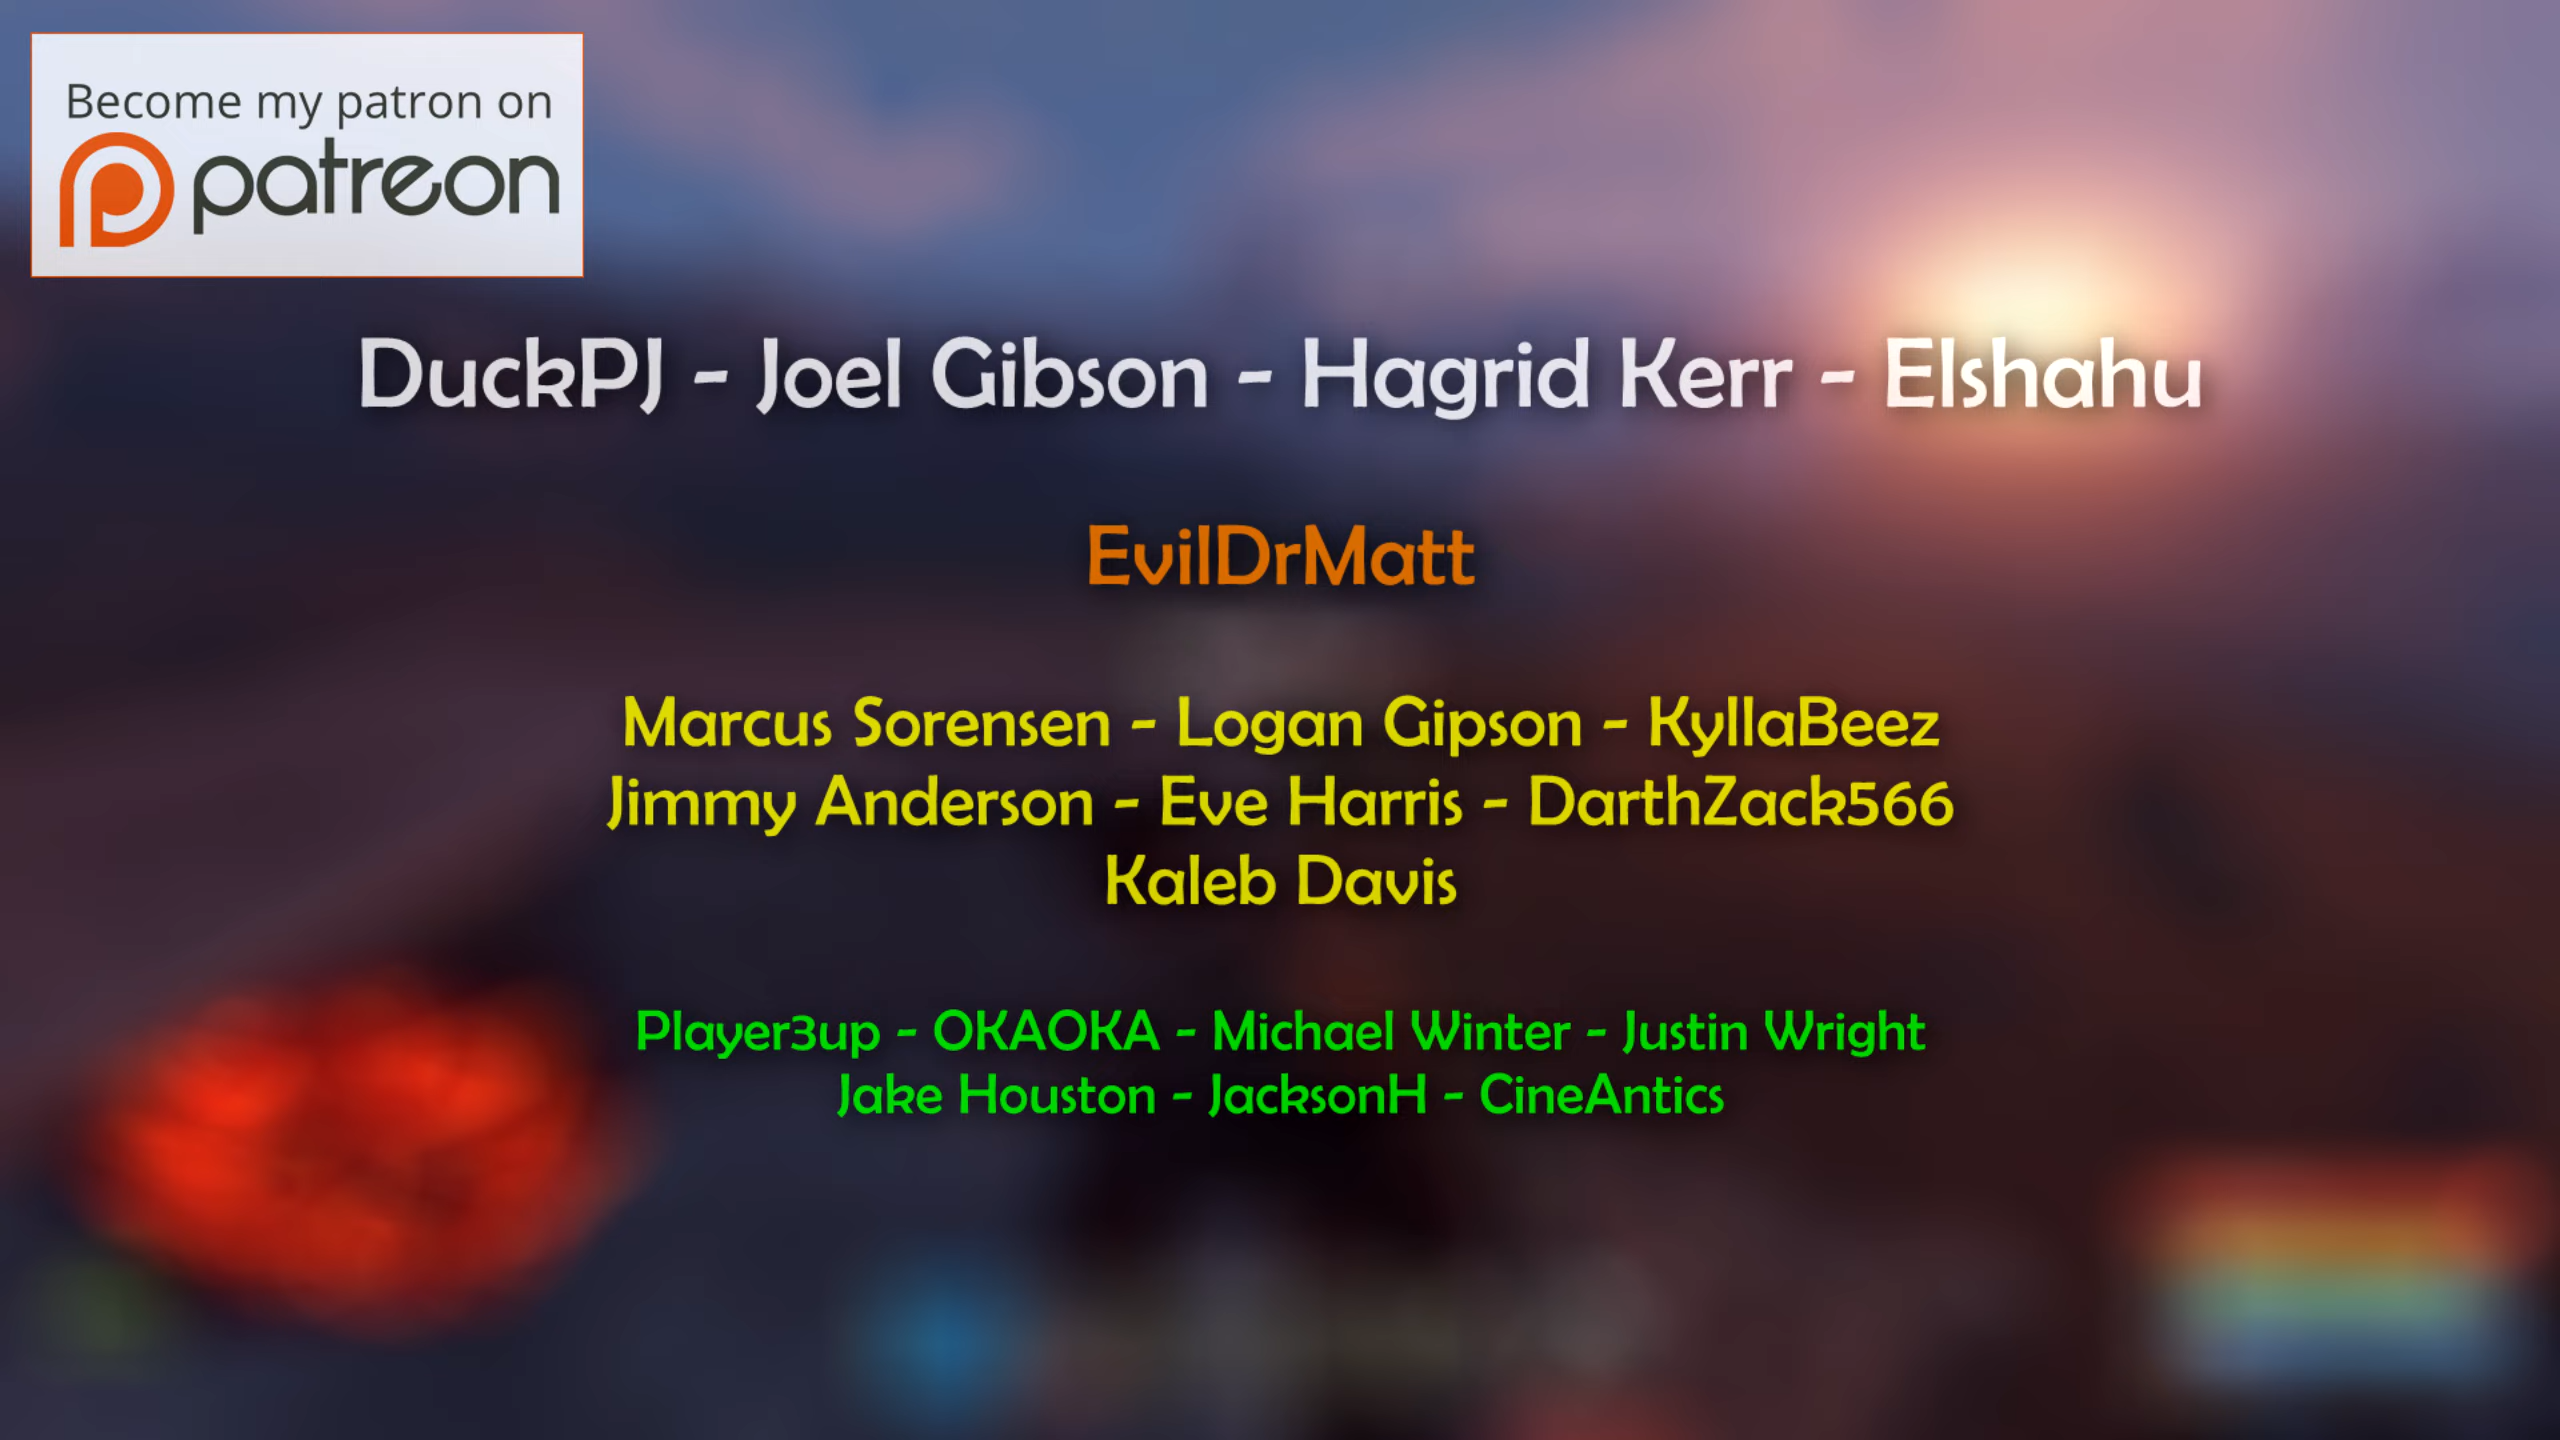 Become my patron on
patreon
DuckPJ - Joel Gibson - Hagrid Kerr - Elshahu
EvilDrMatt
Marcus Sorensen - Logan Gipson - KyllaBeez
Jimmy Anderson - Eve Harris - DarthZack566
Kaleb Davis
Player3up - OKAOKA - Michael Winter - Justin Wright
Jake Houston - JacksonH - CineAntics